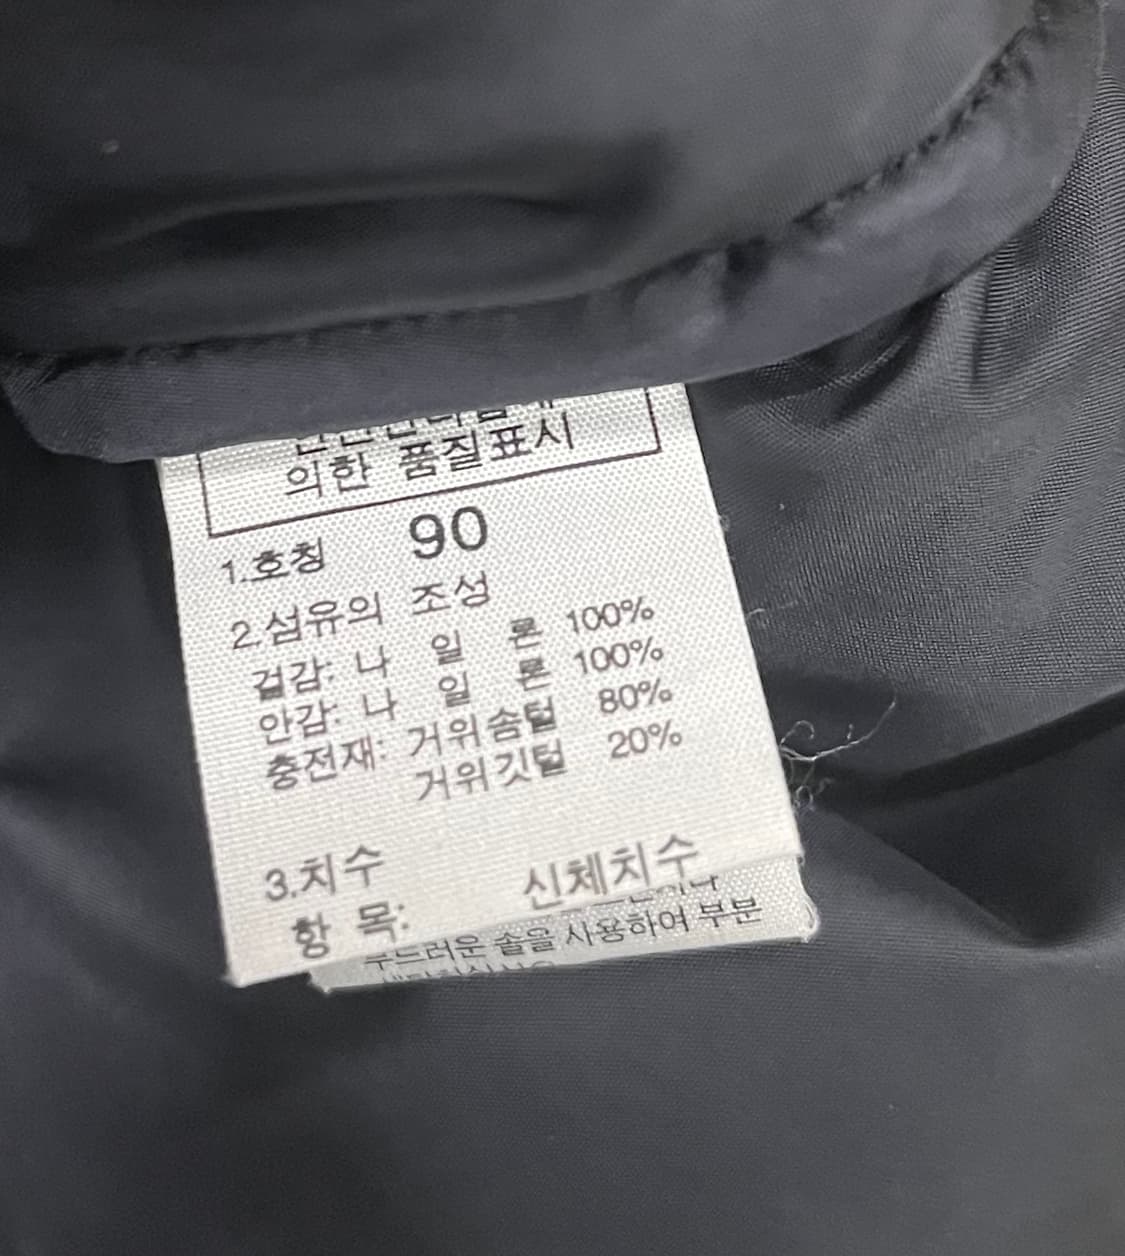 의한 품질표시
1.호칭 90
2.섬유의 조성
겉감: 나 일 론 100%
안감: 나 일 론 100%
충전재: 거위솜털 80%
거위깃털 20%
3.치수 신체치수
항 목:
부드러운 솔을 사용하여 부분